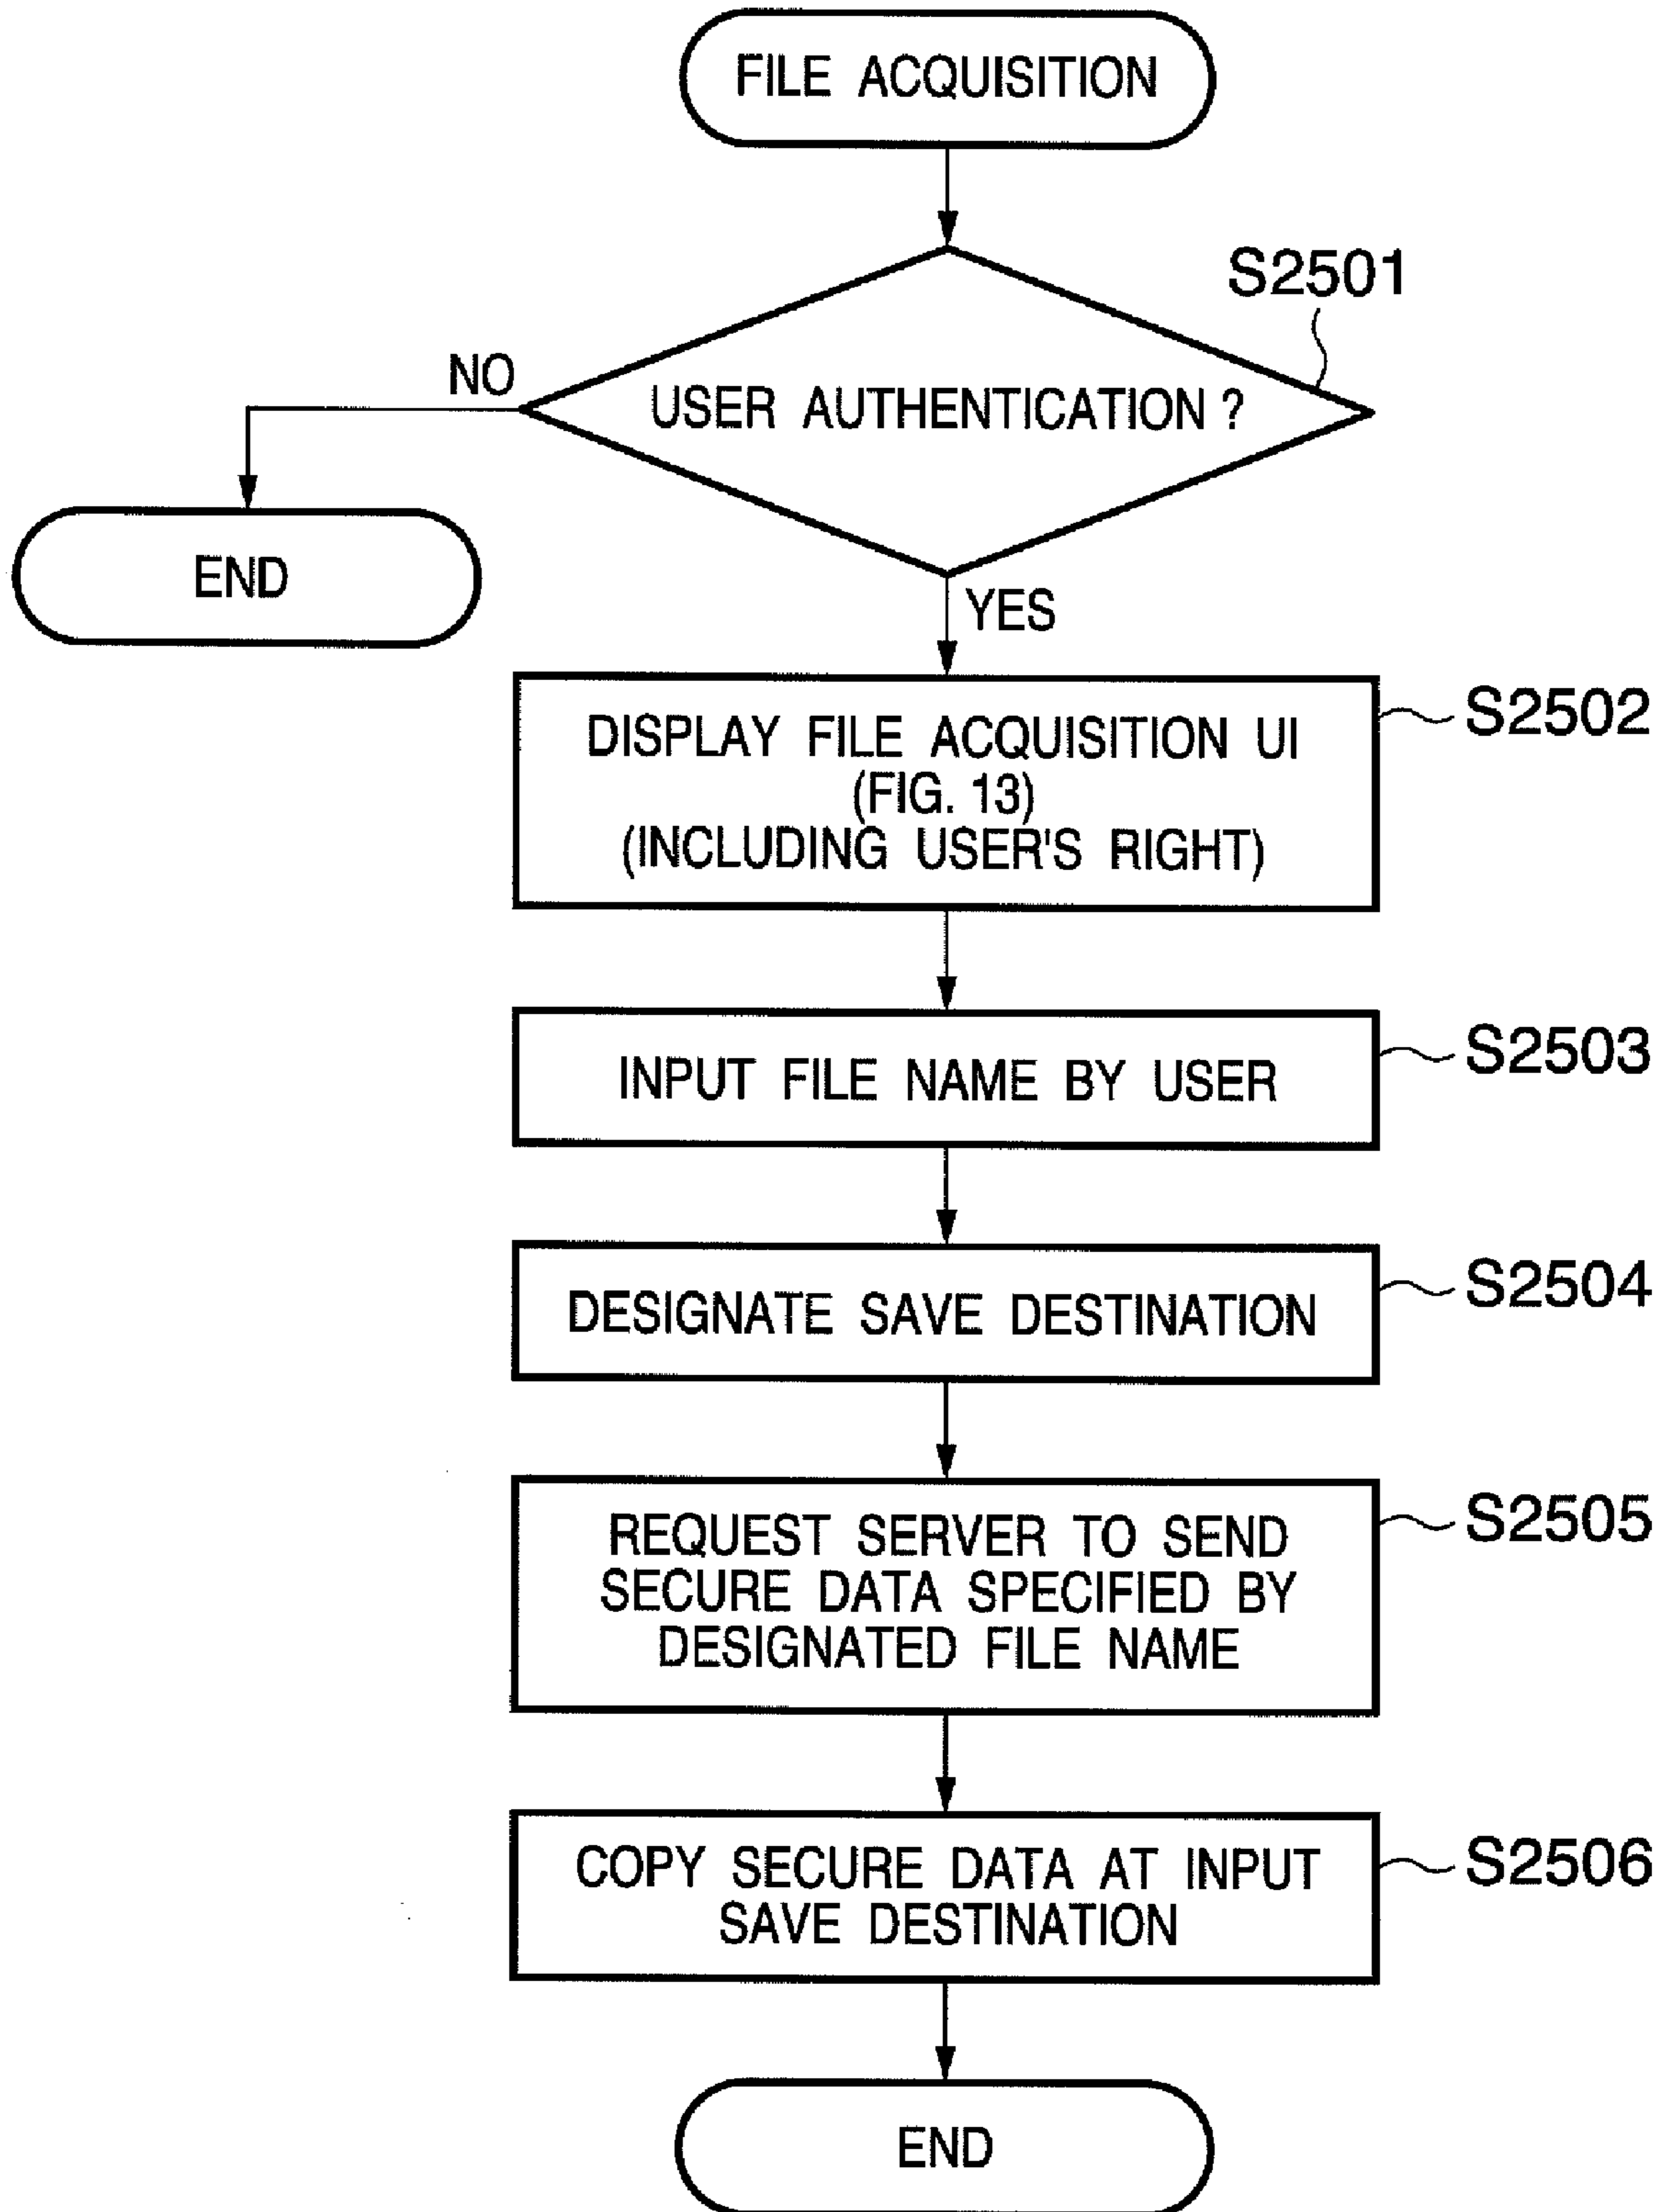 FILE ACQUISITION
S2501
NO
USER AUTHENTICATION ?
END
YES
DISPLAY FILE ACQUISITION UI
(FIG. 13)
(INCLUDING USER'S RIGHT)
S2502
INPUT FILE NAME BY USER
S2503
DESIGNATE SAVE DESTINATION
S2504
REQUEST SERVER TO SEND
SECURE DATA SPECIFIED BY
DESIGNATED FILE NAME
S2505
COPY SECURE DATA AT INPUT
SAVE DESTINATION
S2506
END